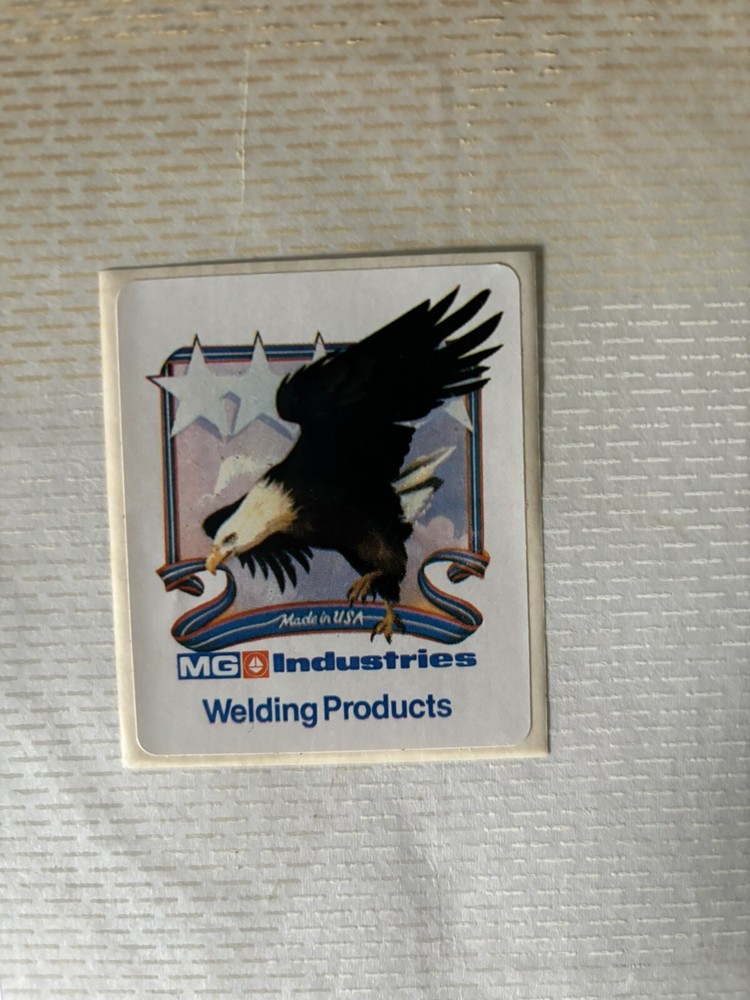 Made in USA
MG Industries
Welding Products